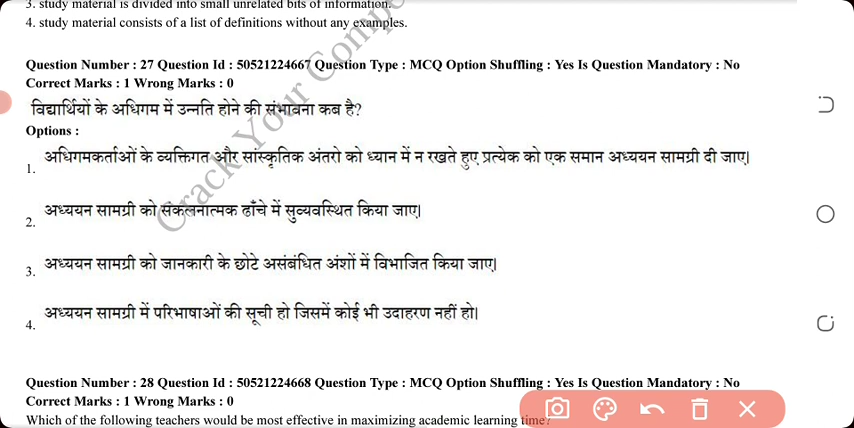 3. study material is divided into small unrelated bits of information.
4. study material consists of a list of definitions without any examples.
Question Number : 27 Question Id : 50521224667 Question Type : MCQ Option Shuffling : Yes Is Question Mandatory : No
Correct Marks : 1 Wrong Marks : 0
विद्यार्थियों के अधिगम में उन्नति होने की संभावना कब है?
Options :
1. अधिगमकर्ताओं के व्यक्तिगत और सांस्कृतिक अंतरो को ध्यान में न रखते हुए प्रत्येक को एक समान अध्ययन सामग्री दी जाए।
2. अध्ययन सामग्री को संकलनात्मक ढाँचे में सुव्यवस्थित किया जाए।
3. अध्ययन सामग्री को जानकारी के छोटे असंबंधित अंशों में विभाजित किया जाए।
4. अध्ययन सामग्री में परिभाषाओं की सूची हो जिसमें कोई भी उदाहरण नहीं हो।
Question Number : 28 Question Id : 50521224668 Question Type : MCQ Option Shuffling : Yes Is Question Mandatory : No
Correct Marks : 1 Wrong Marks : 0
Which of the following teachers would be most effective in maximizing academic learning time?
Crack Your Comp